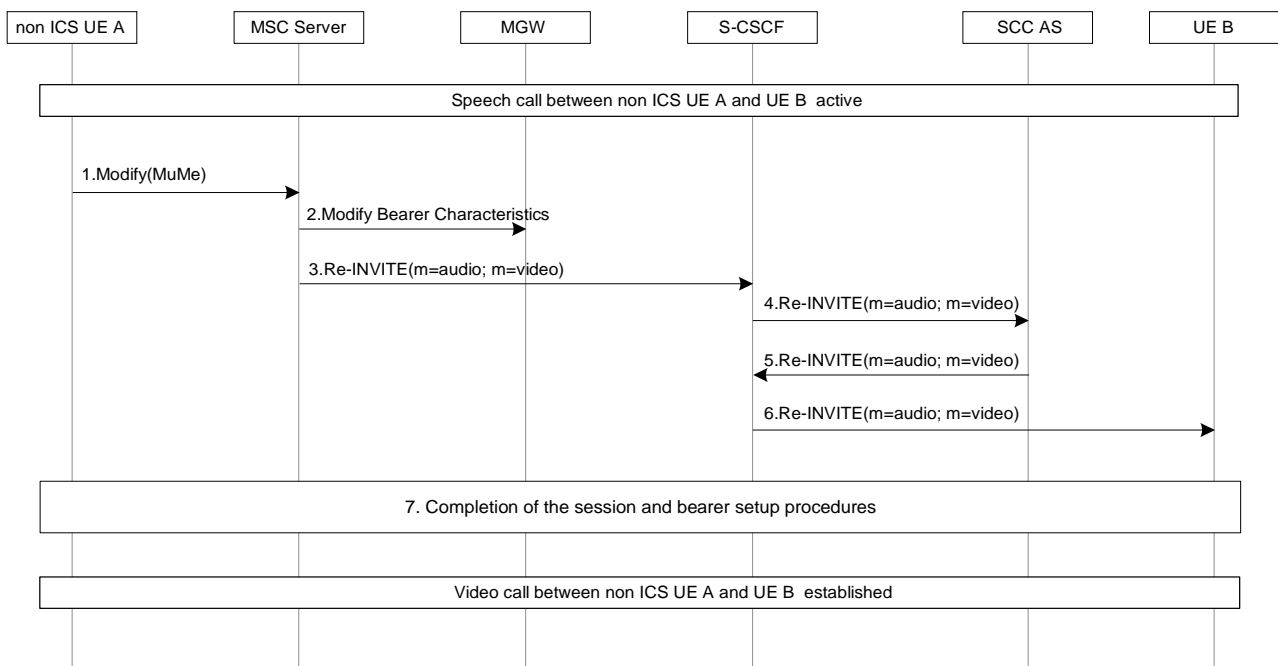 non ICS UE A
MSC Server
MGW
S-CSCF
SCC AS
UE B
Speech call between non ICS UE A and UE B active
1.Modify(MuMe)
2.Modify Bearer Characteristics
3.Re-INVITE(m=audio; m=video)
4.Re-INVITE(m=audio; m=video)
5.Re-INVITE(m=audio; m=video)
6.Re-INVITE(m=audio; m=video)
7. Completion of the session and bearer setup procedures
Video call between non ICS UE A and UE B established